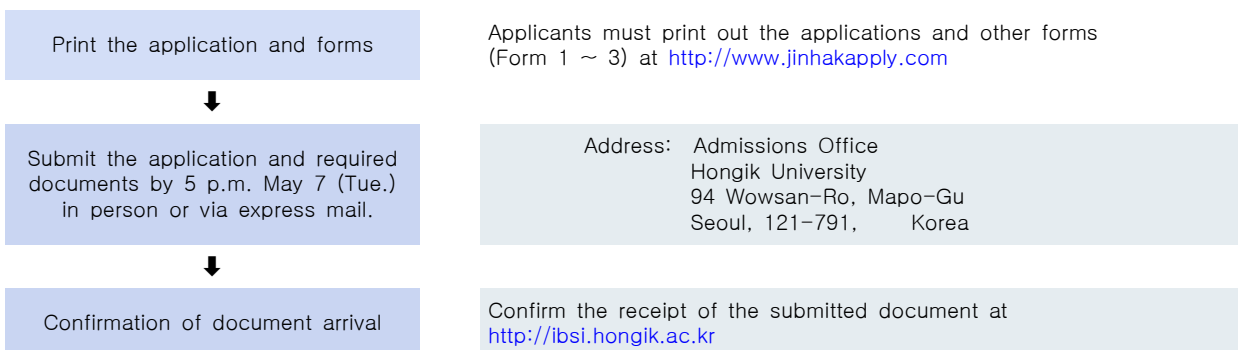 Print the application and forms
Applicants must print out the applications and other forms
(Form 1 ~ 3) at http://www.jinhakapply.com
Submit the application and required
documents by 5 p.m. May 7 (Tue.)
in person or via express mail.
Address: Admissions Office
Hongik University
94 Wowsan-Ro, Mapo-Gu
Seoul, 121-791, Korea
Confirmation of document arrival
Confirm the receipt of the submitted document at
http://ibsi.hongik.ac.kr